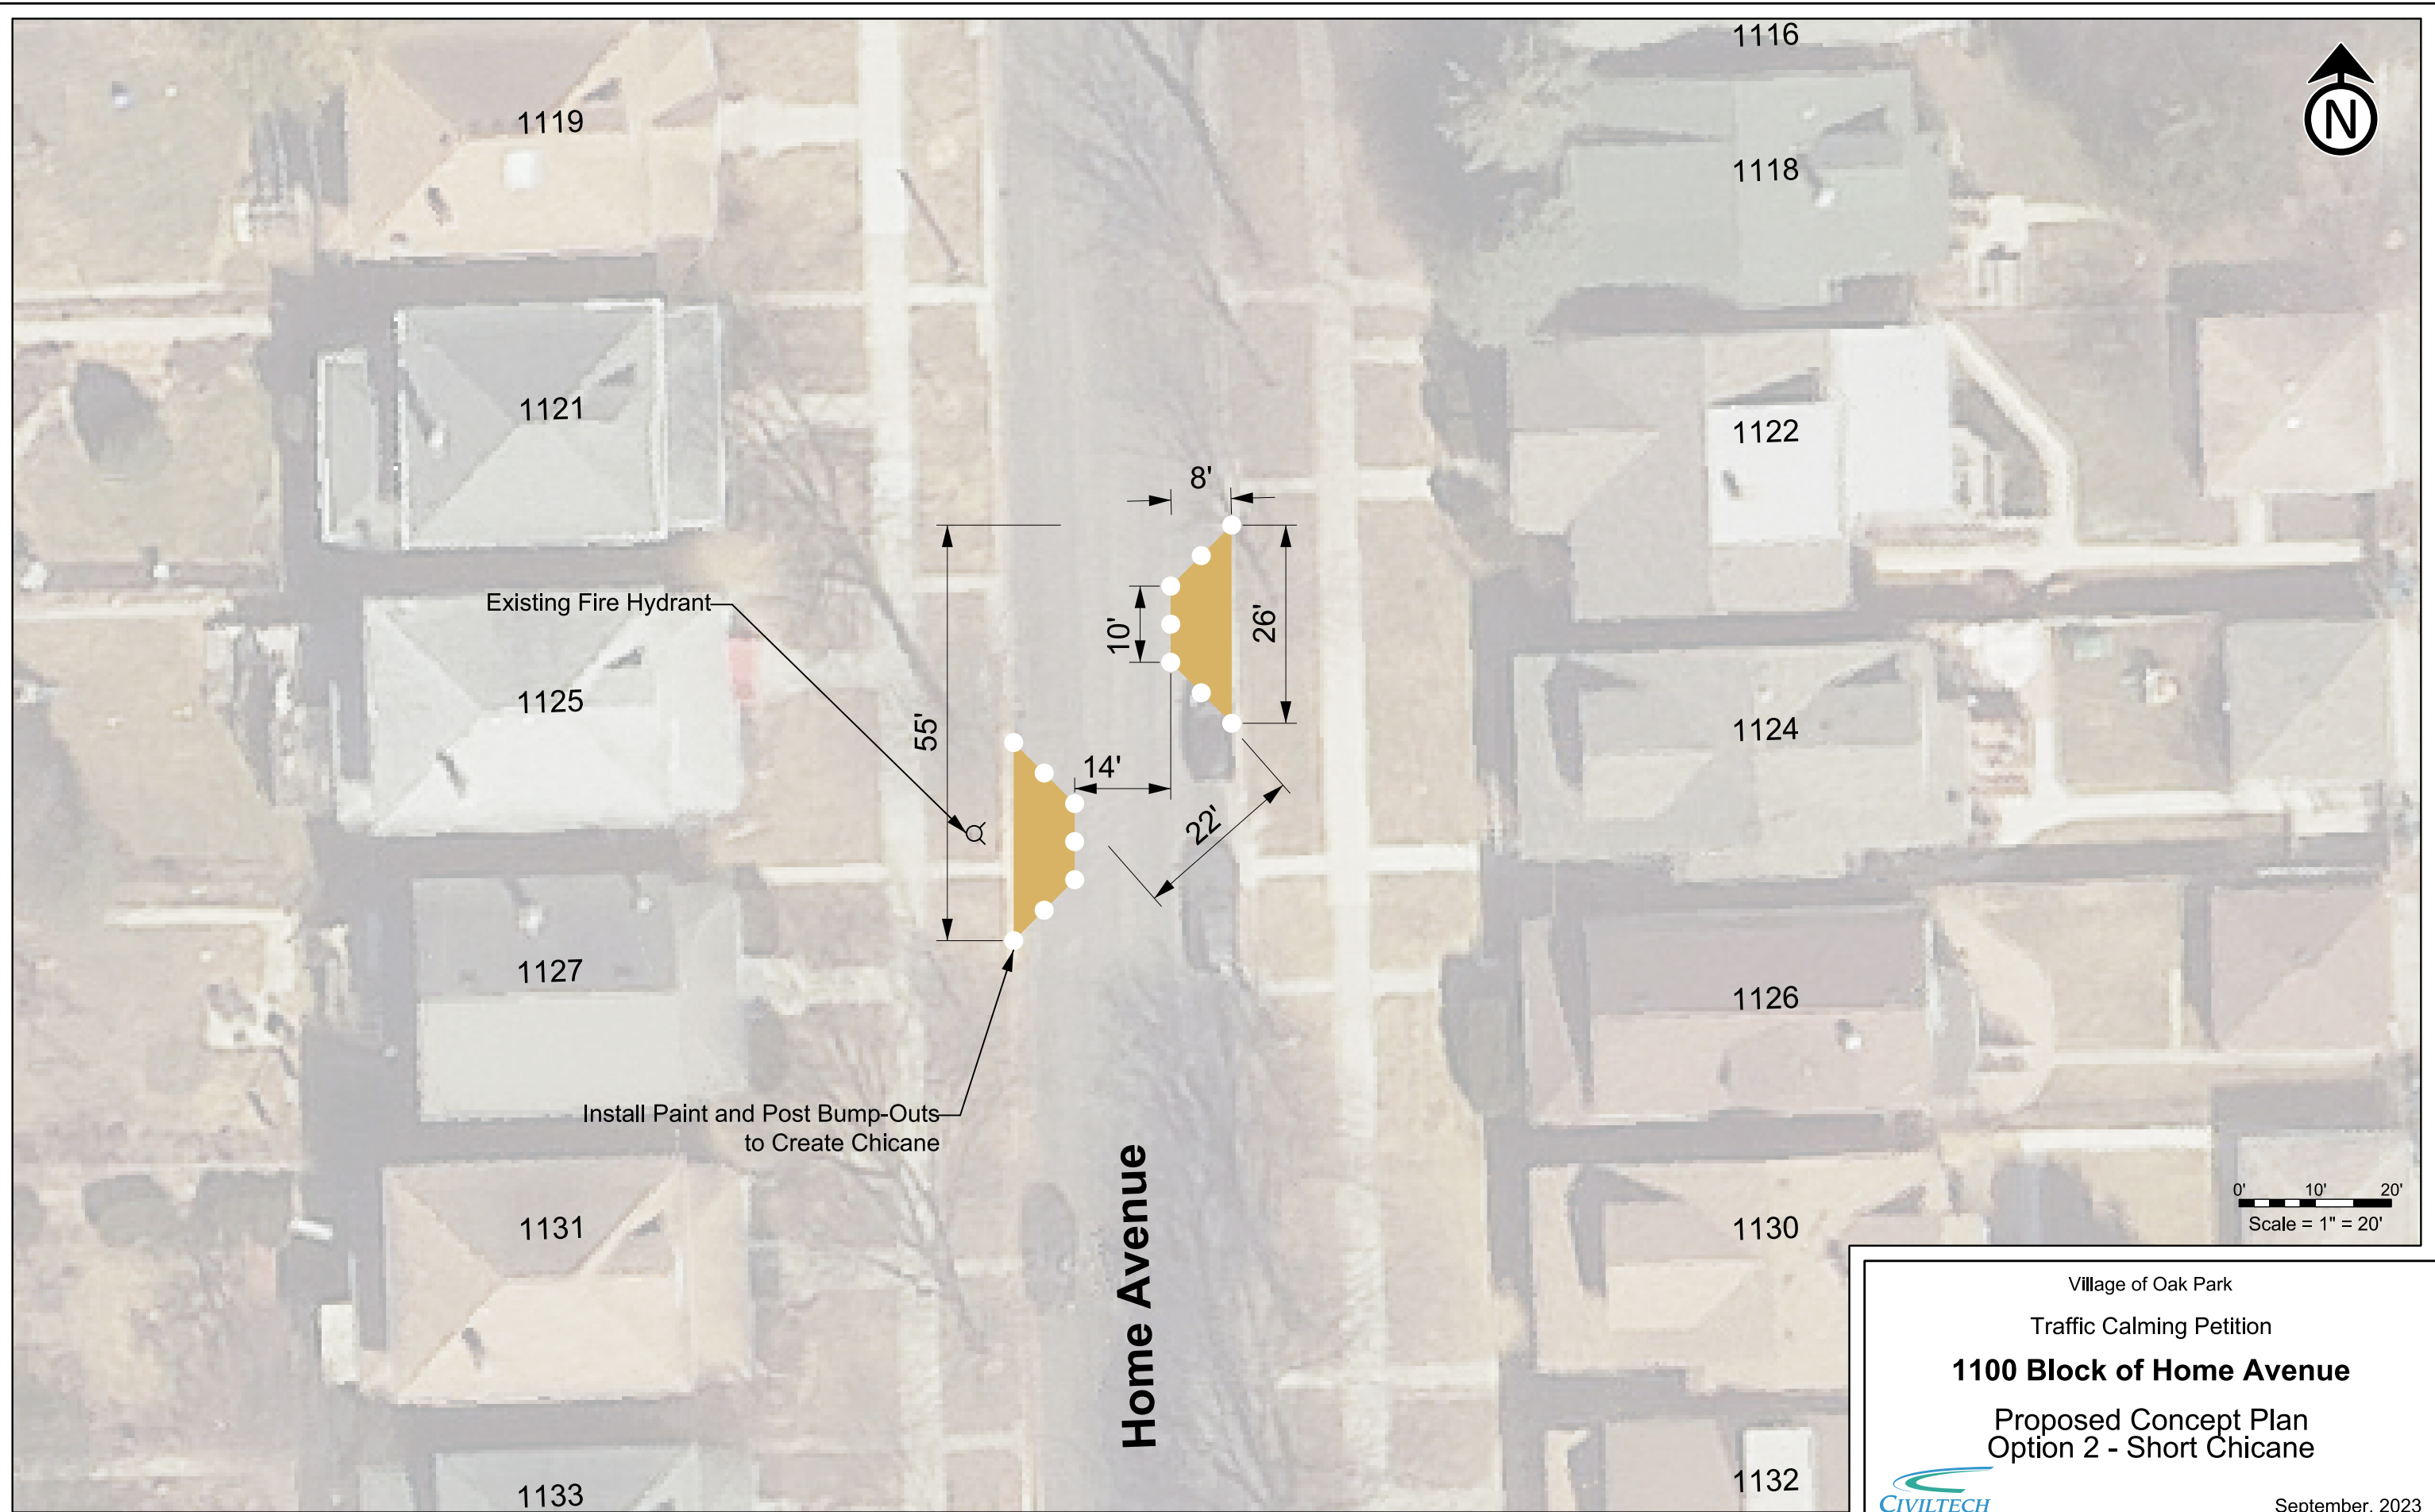 1116
1119
N
1118
1121
1122
8'
Existing Fire Hydrant
10'
26'
1125
55'
1124
14'
22'
1127
1126
Install Paint and Post Bump-Outs
to Create Chicane
Home Avenue
0' 10' 20'
Scale = 1" = 20'
1131
1130
Village of Oak Park
Traffic Calming Petition
1100 Block of Home Avenue
Proposed Concept Plan
Option 2 - Short Chicane
1133
1132
CIVILTECH
September, 2023